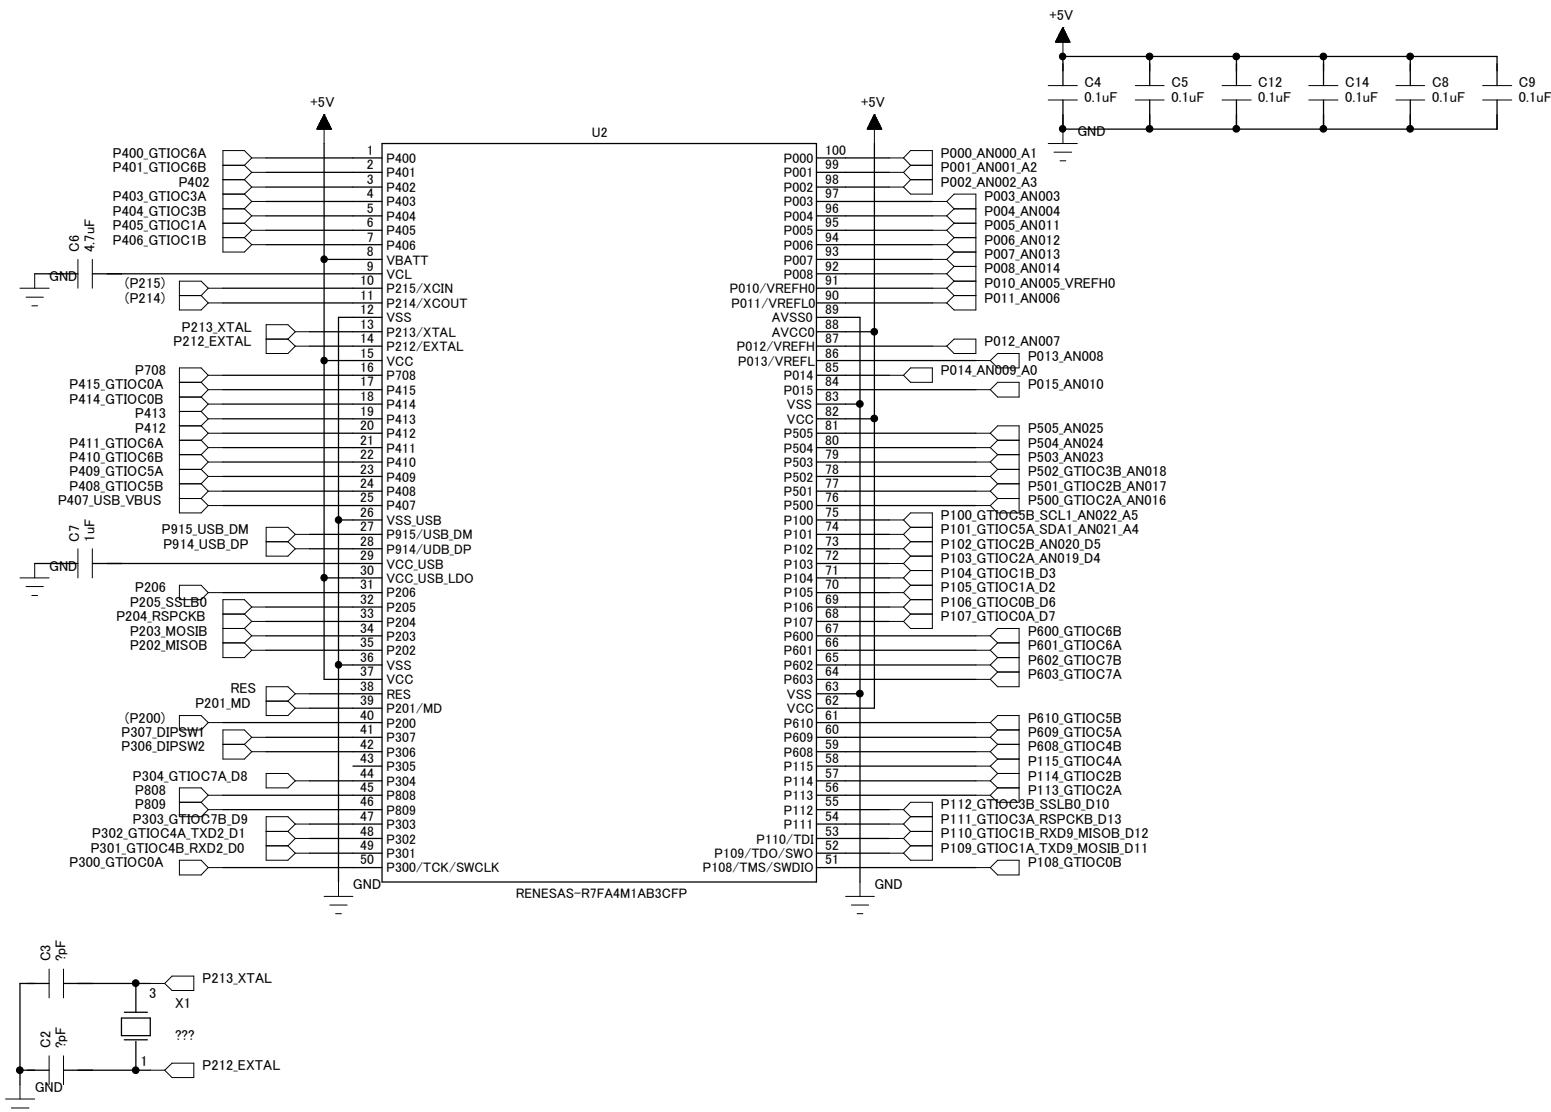 +5V
C4
0.1uF
C5
0.1uF
C12
0.1uF
C14
0.1uF
C8
0.1uF
C9
0.1uF
GND
+5V
+5V
U2
P400_GTIOC6A 1 P400
P401_GTIOC6B 2 P401
P402 3 P402
P403_GTIOC3A 4 P403
P404_GTIOC3B 5 P404
P405_GTIOC1A 6 P405
P406_GTIOC1B 7 P406
8 VBATT
C6
4.7uF
GND
9 VCL
(P215) 10 P215/XCIN
(P214) 11 P214/XCOUT
12 VSS
P213_XTAL 13 P213/XTAL
P212_EXTAL 14 P212/EXTAL
15 VCC
P708 16 P708
P415_GTIOC0A 17 P415
P414_GTIOC0B 18 P414
P413 19 P413
P412 20 P412
P411_GTIOC6A 21 P411
P410_GTIOC6B 22 P410
P409_GTIOC5A 23 P409
P408_GTIOC5B 24 P408
P407_USB_VBUS 25 P407
26 VSS_USB
P915_USB_DM 27 P915/USB_DM
P914_USB_DP 28 P914/UDB_DP
C7
1uF
GND
29 VCC_USB
30 VCC_USB_LDO
P206 31 P206
P205_SSLB0 32 P205
P204_RSPCKB 33 P204
P203_MOSIB 34 P203
P202_MISOB 35 P202
36 VSS
37 VCC
RES 38 RES
P201_MD 39 P201/MD
(P200) 40 P200
P307_DIPSW1 41 P307
P306_DIPSW2 42 P306
43 P305
P304_GTIOC7A_D8 44 P304
P808 45 P808
P809 46 P809
P303_GTIOC7B_D9 47 P303
P302_GTIOC4A_TXD2_D1 48 P302
P301_GTIOC4B_RXD2_D0 49 P301
P300_GTIOC0A 50 P300/TCK/SWCLK
GND
P000 100 P000_AN000_A1
P001 99 P001_AN001_A2
P002 98 P002_AN002_A3
P003 97 P003_AN003
P004 96 P004_AN004
P005 95 P005_AN011
P006 94 P006_AN012
P007 93 P007_AN013
P008 92 P008_AN014
P010/VREFH0 91 P010_AN005_VREFH0
P011/VREFL0 90 P011_AN006
AVSS0 89
AVCC0 88
P012/VREFH 87 P012_AN007
P013/VREFL 86 P013_AN008
P014 85 P014_AN009_A0
P015 84 P015_AN010
VSS 83
VCC 82
P505 81 P505_AN025
P504 80 P504_AN024
P503 79 P503_AN023
P502 78 P502_GTIOC3B_AN018
P501 77 P501_GTIOC2B_AN017
P500 76 P500_GTIOC2A_AN016
P100 75 P100_GTIOC5B_SCL1_AN022_A5
P101 74 P101_GTIOC5A_SDA1_AN021_A4
P102 73 P102_GTIOC2B_AN020_D5
P103 72 P103_GTIOC2A_AN019_D4
P104 71 P104_GTIOC1B_D3
P105 70 P105_GTIOC1A_D2
P106 69 P106_GTIOC0B_D6
P107 68 P107_GTIOC0A_D7
P600 67 P600_GTIOC6B
P601 66 P601_GTIOC6A
P602 65 P602_GTIOC7B
P603 64 P603_GTIOC7A
VSS 63
VCC 62
P610 61 P610_GTIOC5B
P609 60 P609_GTIOC5A
P608 59 P608_GTIOC4B
P115 58 P115_GTIOC4A
P114 57 P114_GTIOC2B
P113 56 P113_GTIOC2A
P112 55 P112_GTIOC3B_SSLB0_D10
P111 54 P111_GTIOC3A_RSPCKB_D13
P110/TDI 53 P110_GTIOC1B_RXD9_MISOB_D12
P109/TDO/SWO 52 P109_GTIOC1A_TXD9_MOSIB_D11
P108/TMS/SWDIO 51 P108_GTIOC0B
GND
RENESAS-R7FA4M1AB3CFP
C3
?pF
P213_XTAL
3
X1
???
C2
?pF
1
P212_EXTAL
GND